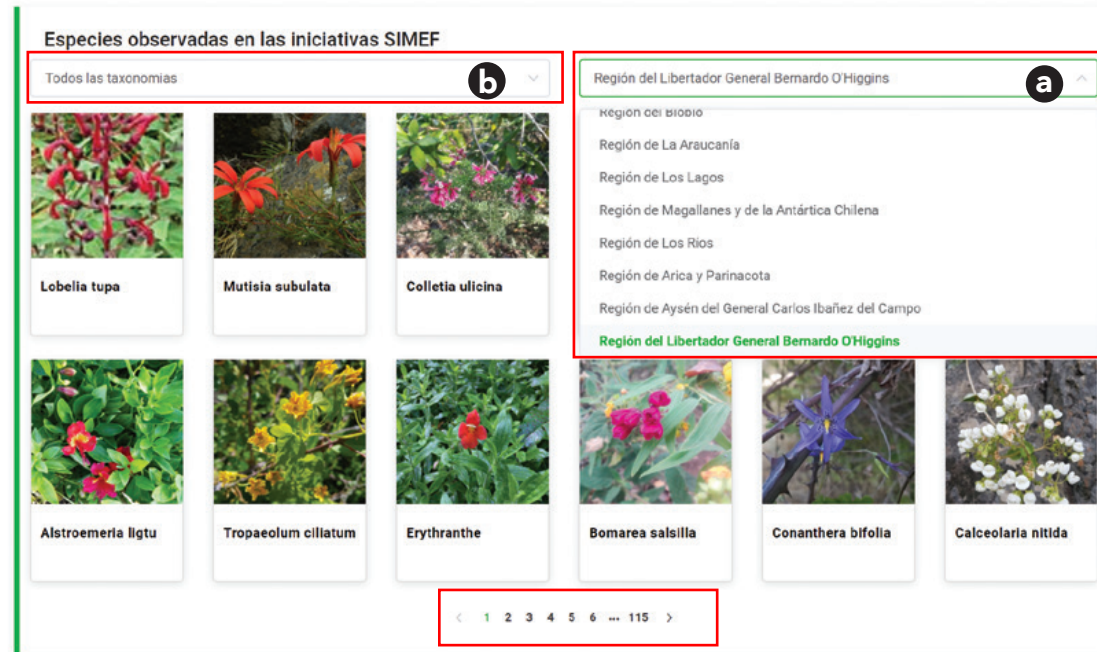 Especies observadas en las iniciativas SIMEF
Todos las taxonomias
b
Región del Libertador General Bernardo O'Higgins
a
Región del Biobío
Región de La Araucanía
Región de Los Lagos
Región de Magallanes y de la Antártica Chilena
Región de Los Ríos
Región de Arica y Parinacota
Región de Aysén del General Carlos Ibañez del Campo
Región del Libertador General Bernardo O'Higgins
Lobelia tupa
Mutisia subulata
Colletia ulicina
Alstroemeria ligtu
Tropaeolum ciliatum
Erythranthe
Bomarea salsilla
Conanthera bifolia
Calceolaria nitida
< 1 2 3 4 5 6 ••• 115 >